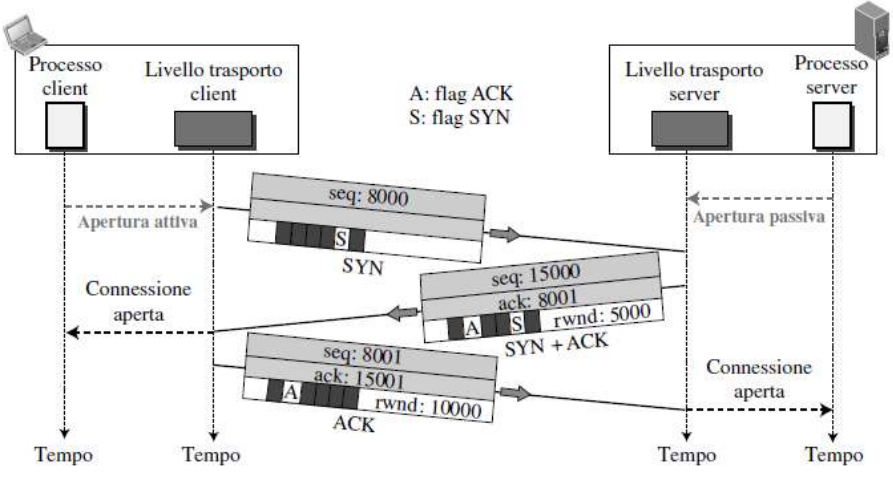 Processo
client
Livello trasporto
client
A: flag ACK
S: flag SYN
Livello trasporto
server
Processo
server
Apertura attiva
seq: 8000
S
SYN
Apertura passiva
seq: 15000
ack: 8001
A S rwnd: 5000
SYN + ACK
Connessione
aperta
seq: 8001
ack: 15001
A rwnd: 10000
ACK
Connessione
aperta
Tempo
Tempo
Tempo
Tempo